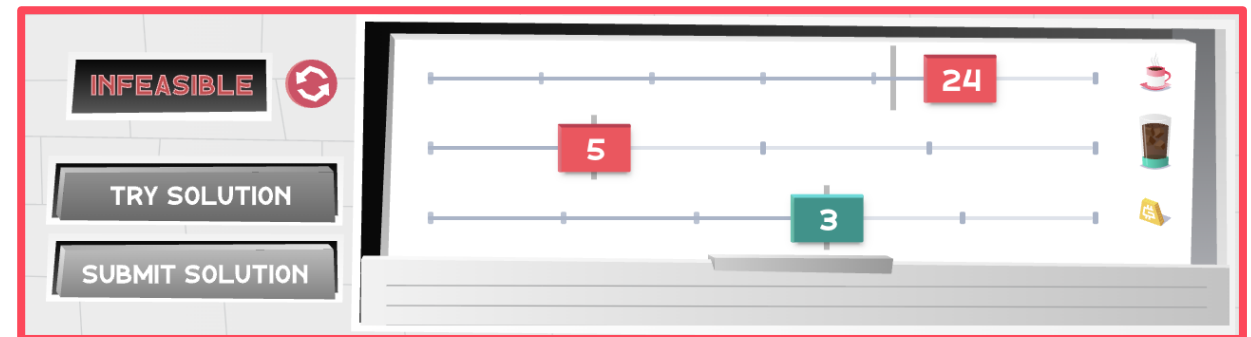 INFEASIBLE
24
5
TRY SOLUTION
3
SUBMIT SOLUTION